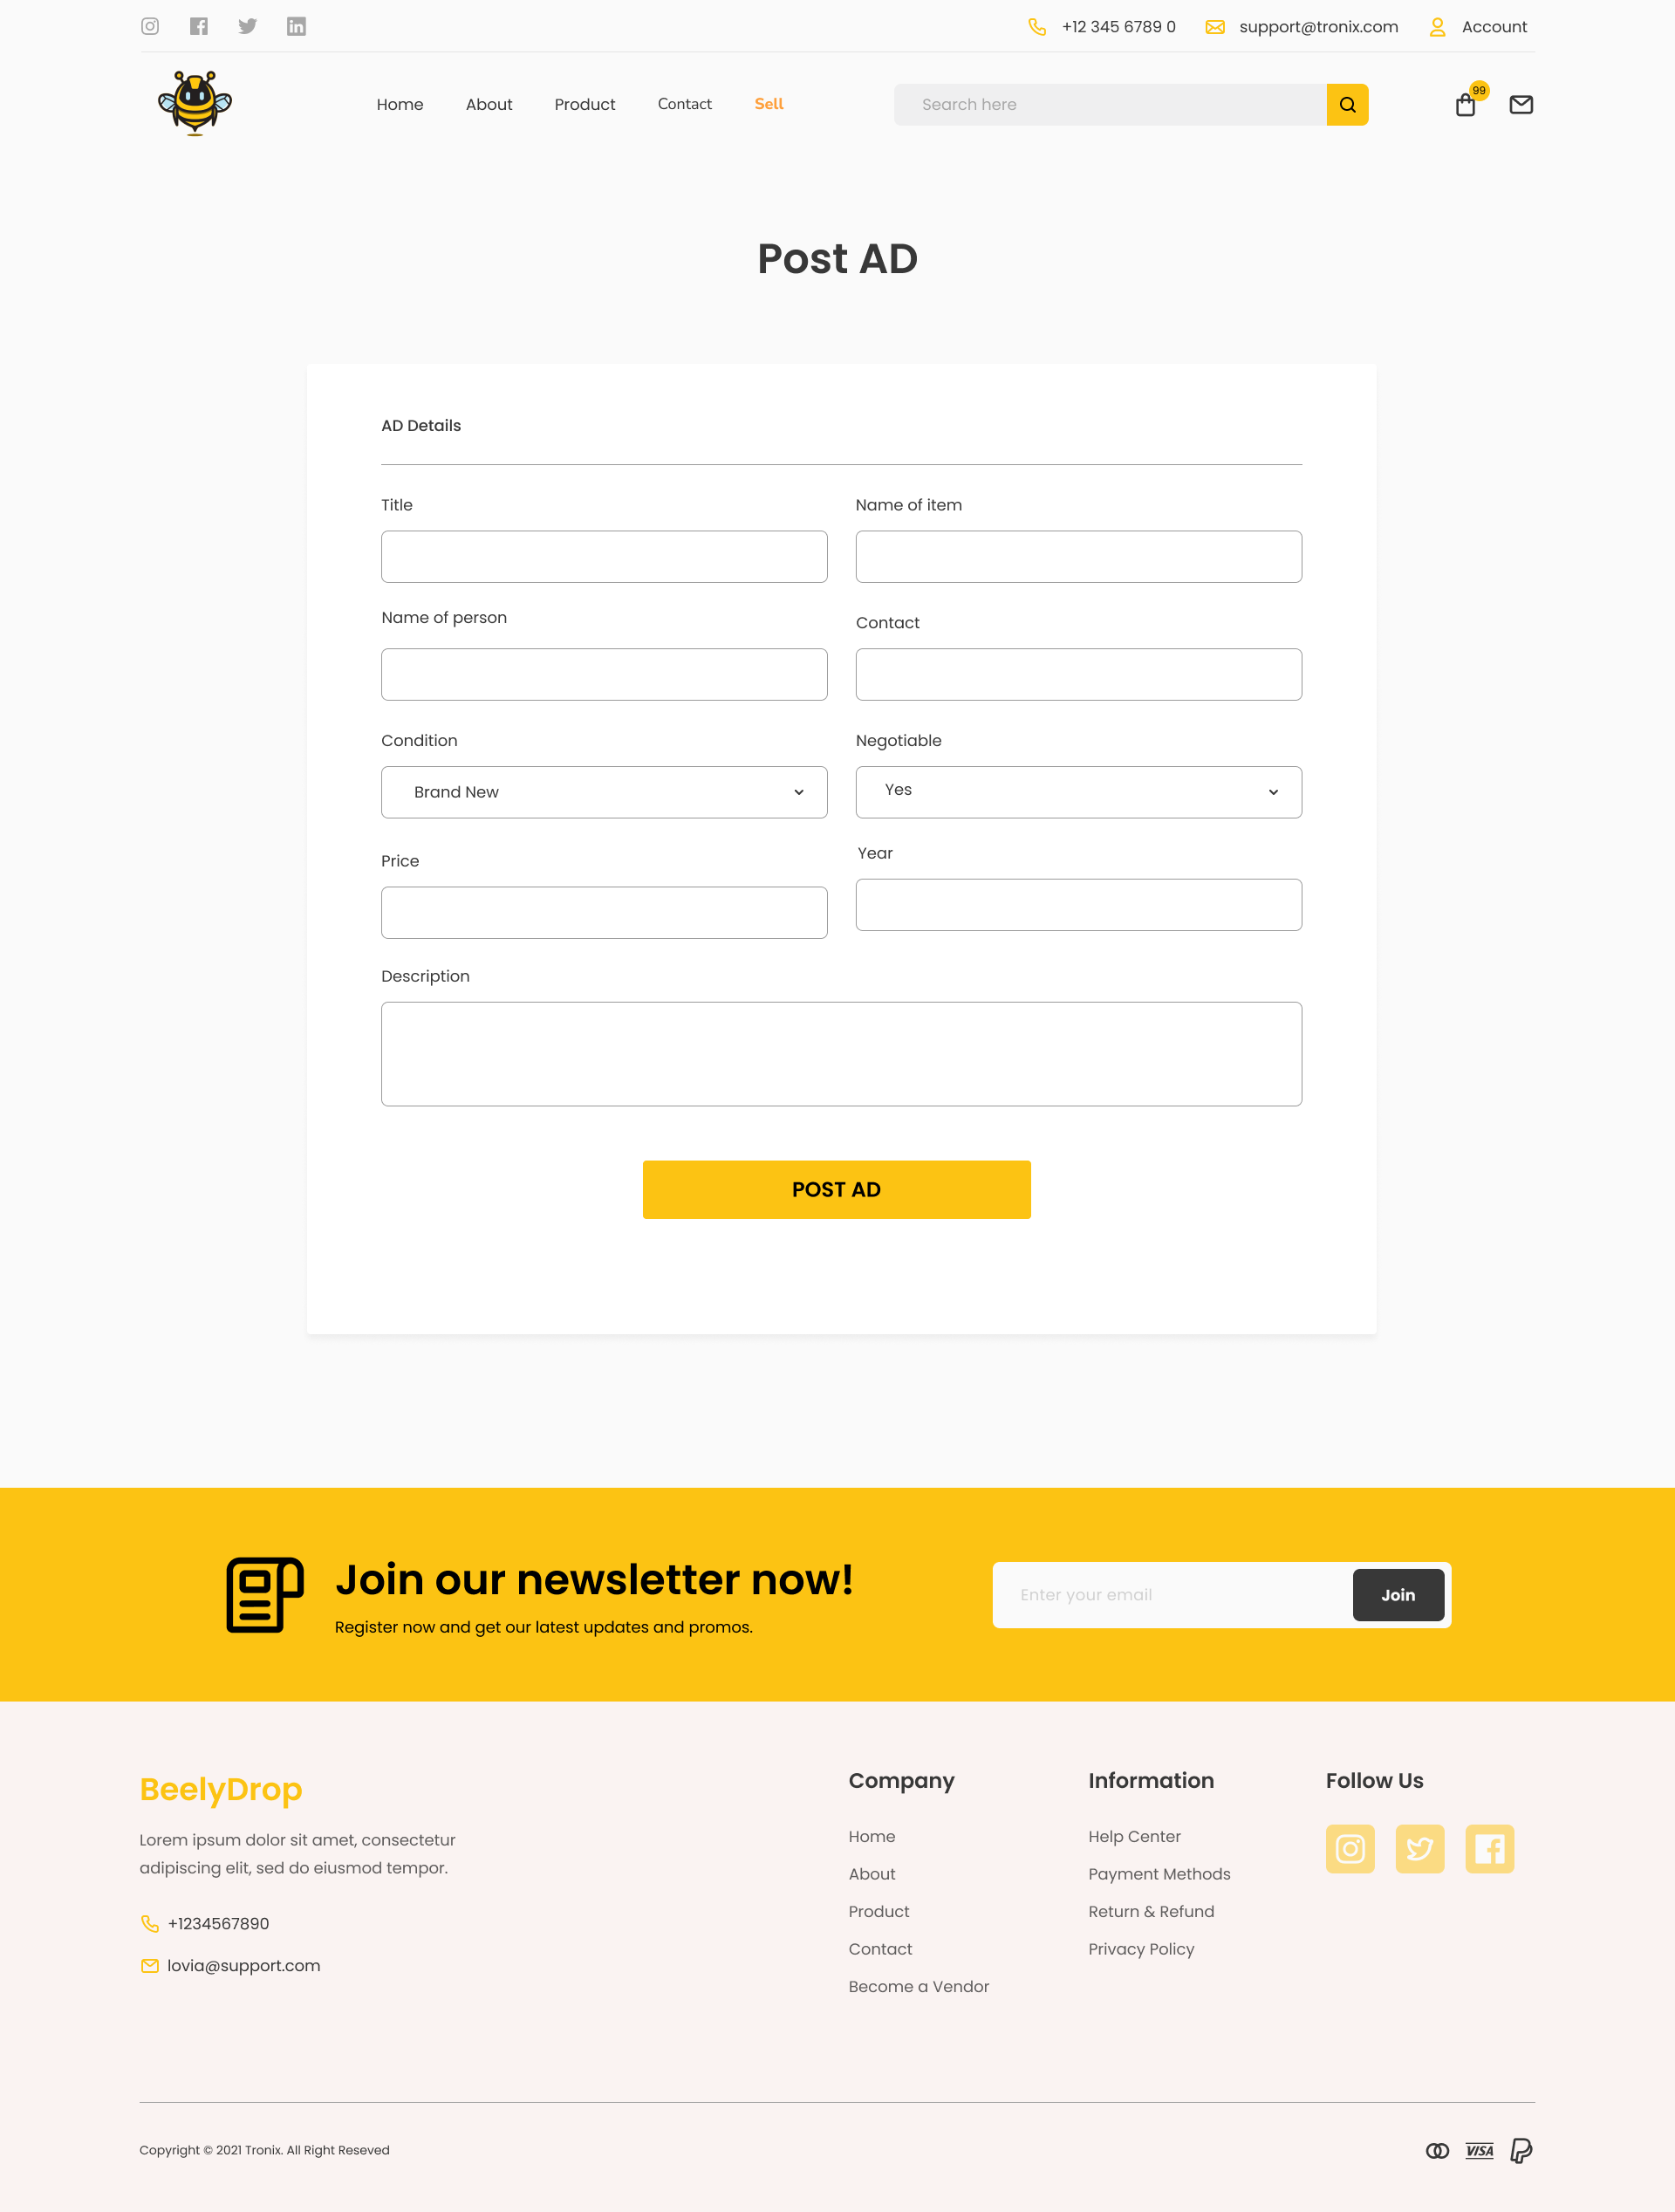 +12 345 6789 0
support@tronix.com
Account
Home
About
Product
Contact
Sell
Search here
99
Post AD
AD Details
Title
Name of item
Name of person
Contact
Condition
Negotiable
Brand New
Yes
Price
Year
Description
POST AD
Join our newsletter now!
Register now and get our latest updates and promos.
Enter your email
Join
BeelyDrop
Lorem ipsum dolor sit amet, consectetur
adipiscing elit, sed do eiusmod tempor.
+1234567890
lovia@support.com
Company
Home
About
Product
Contact
Become a Vendor
Information
Help Center
Payment Methods
Return & Refund
Privacy Policy
Follow Us
Copyright © 2021 Tronix. All Right Reseved
VISA